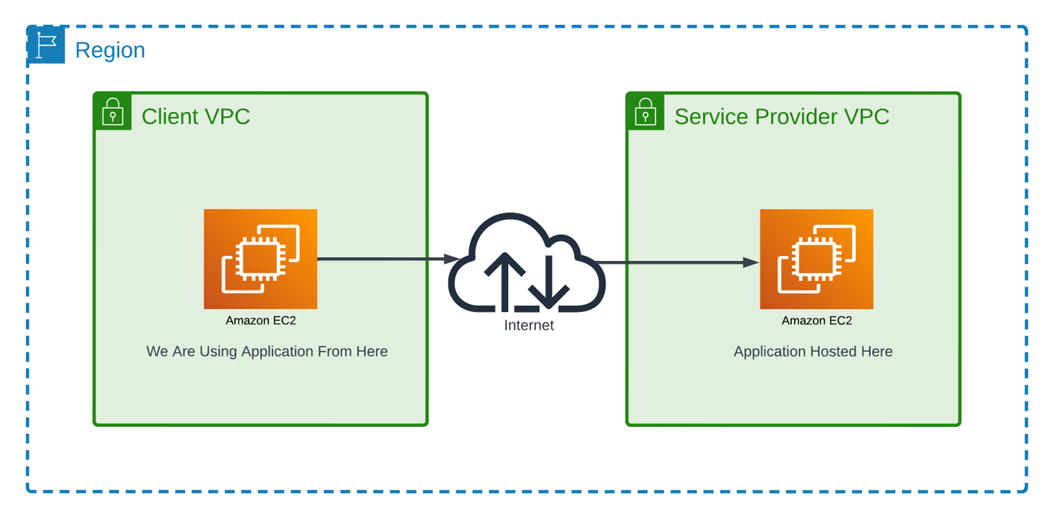 Region
Client VPC
Service Provider VPC
Amazon EC2
Internet
Amazon EC2
We Are Using Application From Here
Application Hosted Here